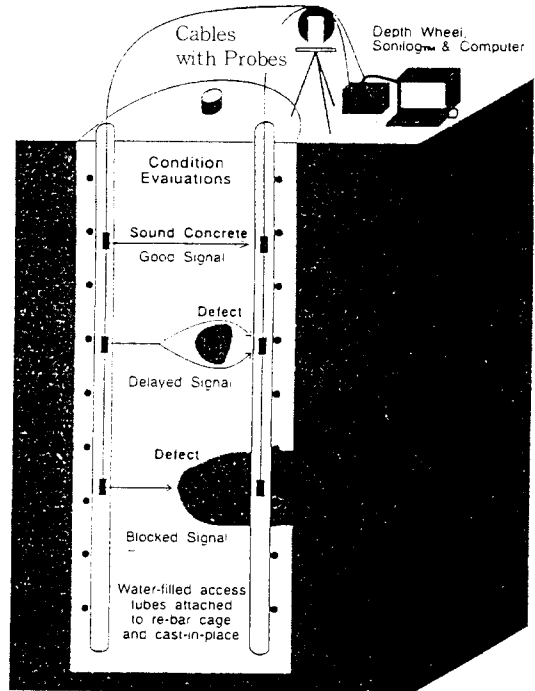 Cables
with Probes
Depth Wheel,
Sonilog™ & Computer
Condition
Evaluations
Sound Concrete
Good Signal
Defect
Delayed Signal
Defect
Blocked Signal
Water-filled access
tubes attached
to re-bar cage
and cast-in-place